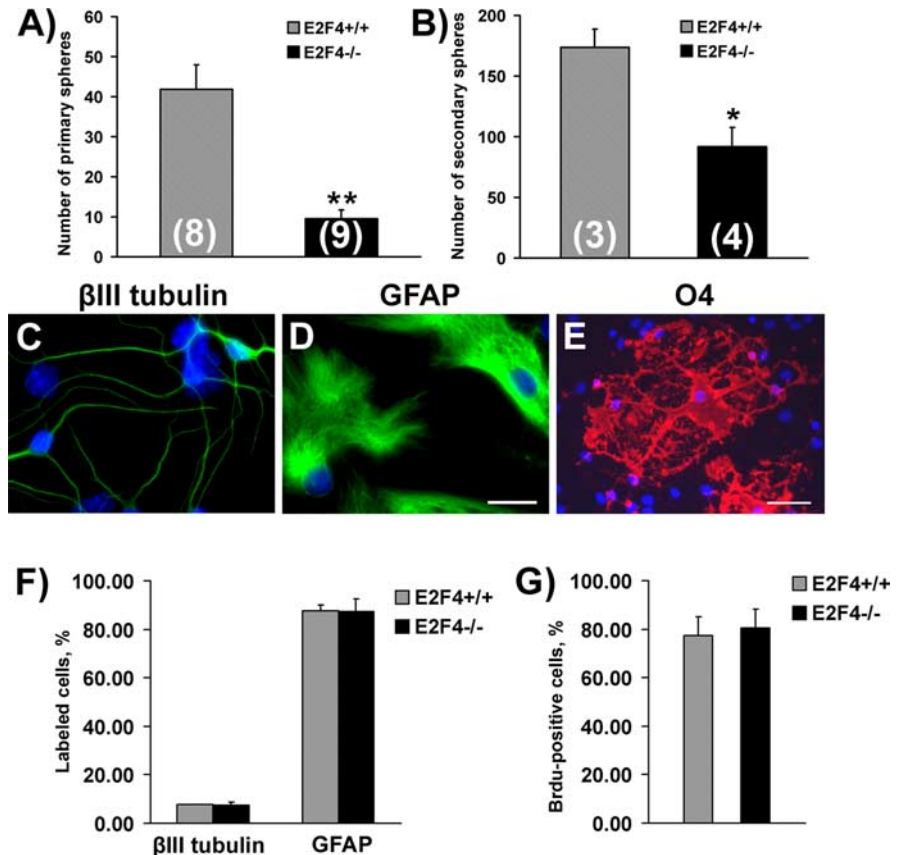 A)
Number of primary spheres
60
50
40
30
20
10
0
E2F4+/+
E2F4-/-
**
(8)
(9)
B)
Number of secondary spheres
200
150
100
50
0
E2F4+/+
E2F4-/-
*
(3)
(4)
βIII tubulin
GFAP
O4
C
D
E
F)
Labeled cells, %
100.00
80.00
60.00
40.00
20.00
0.00
E2F4+/+
E2F4-/-
βIII tubulin
GFAP
G)
Brdu-positive cells, %
100.00
80.00
60.00
40.00
20.00
0.00
E2F4+/+
E2F4-/-